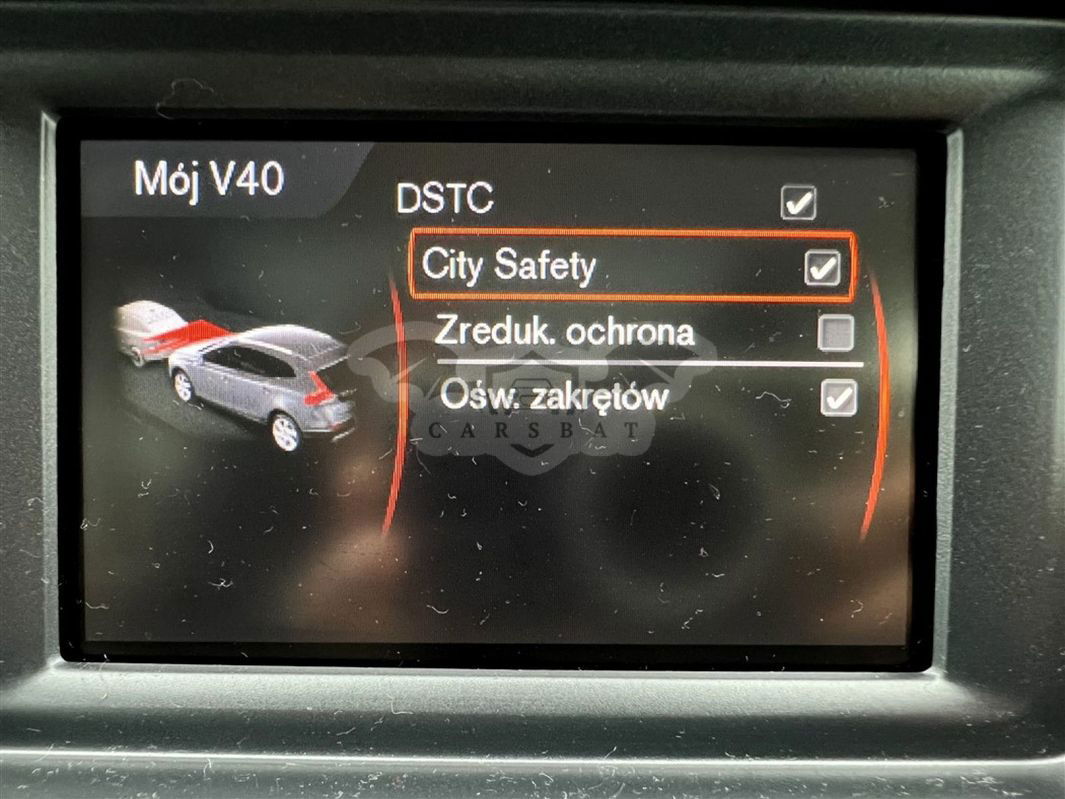 Mój V40
DSTC
City Safety
Zreduk. ochrona
Ośw. zakrętów
CARSBAT